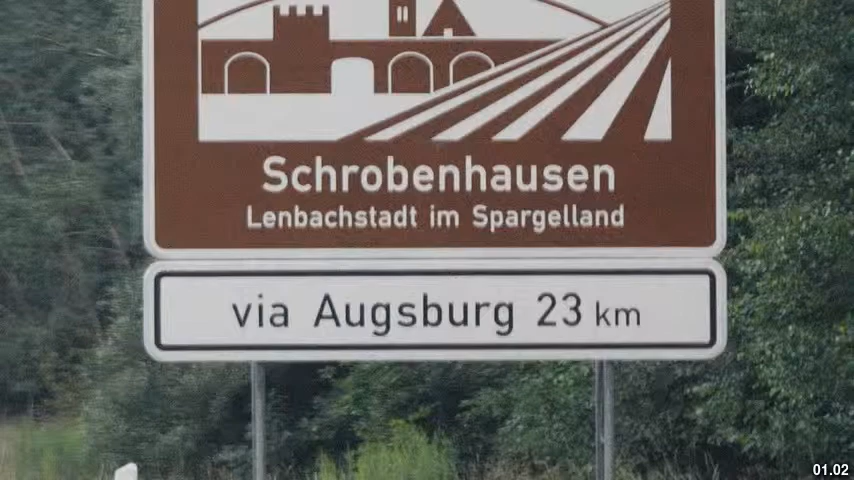 Schrobenhausen
Lenbachstadt im Spargelland
via Augsburg 23 km
01.02